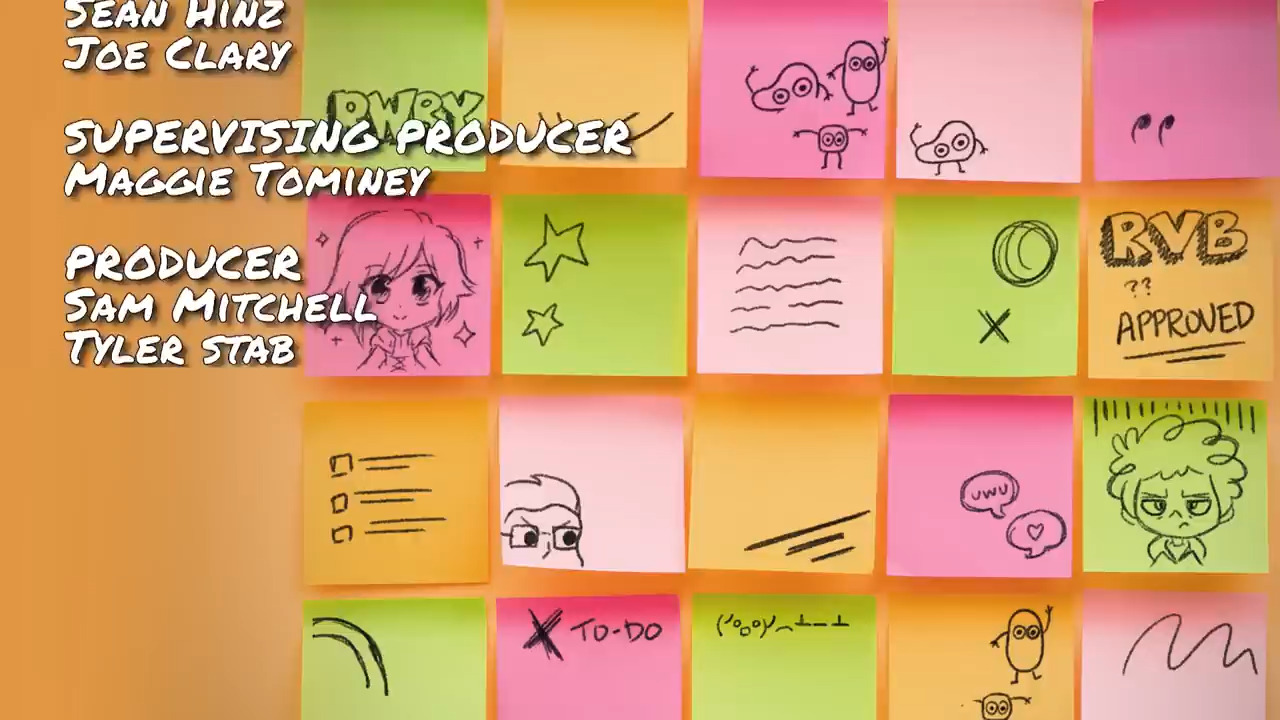 SEAN HINZ
JOE CLARY
SUPERVISING PRODUCER
MAGGIE TOMINEY
PRODUCER
SAM MITCHELL
TYLER STAB
RWBY
RVB
??
APPROVED
UWU
X TO-DO